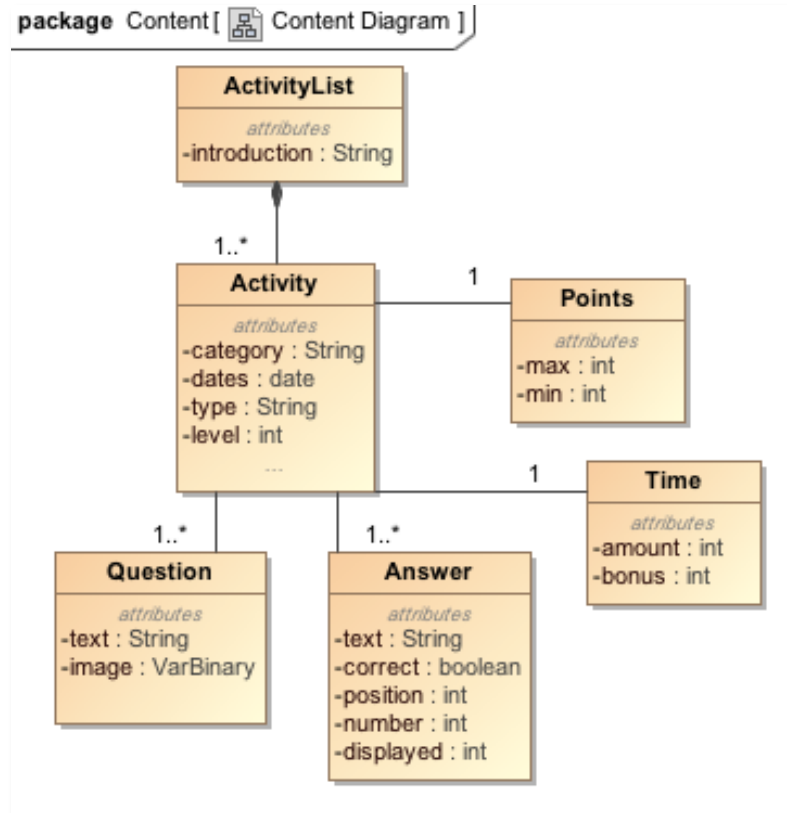 package Content [ Content Diagram ]
ActivityList
attributes
-introduction : String
1..*
Activity
attributes
-category : String
-dates : date
-type : String
-level : int
...
1
Points
attributes
-max : int
-min : int
1
Time
attributes
-amount : int
-bonus : int
1..*
Question
attributes
-text : String
-image : VarBinary
1..*
Answer
attributes
-text : String
-correct : boolean
-position : int
-number : int
-displayed : int